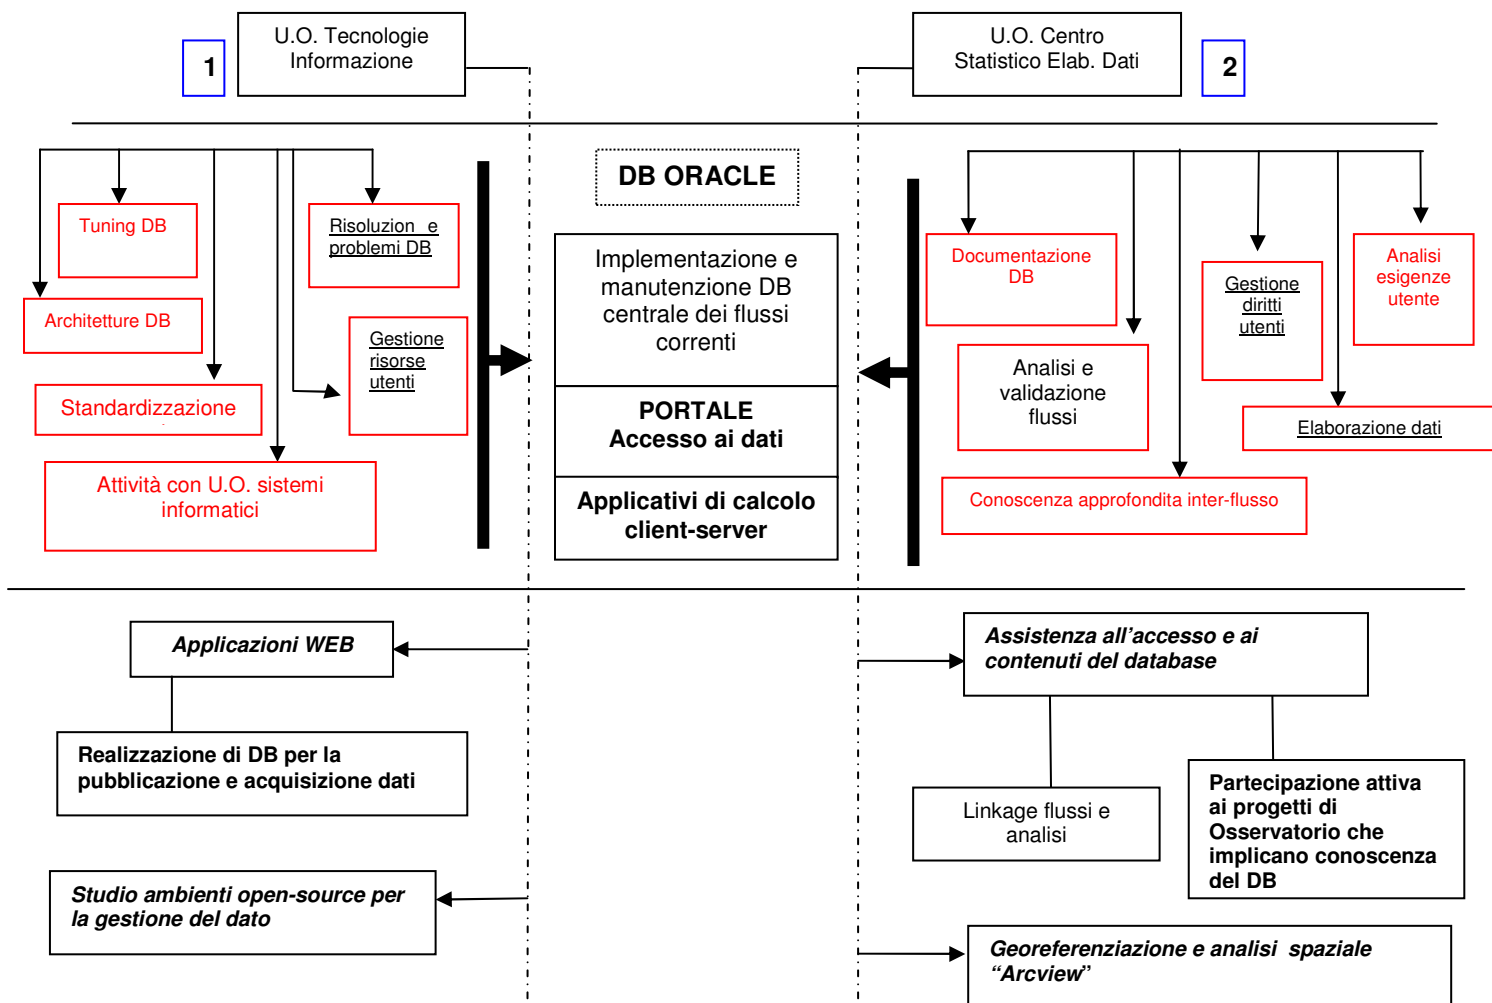 U.O. Tecnologie
Informazione
1
U.O. Centro
Statistico Elab. Dati
2
DB ORACLE
Tuning DB
Risoluzion e
problemi DB
Architetture DB
Gestione
risorse
utenti
Standardizzazione
Attività con U.O. sistemi
informatici
Implementazione e
manutenzione DB
centrale dei flussi
correnti
PORTALE
Accesso ai dati
Applicativi di calcolo
client-server
Documentazione
DB
Analisi e
validazione
flussi
Gestione
diritti
utenti
Analisi
esigenze
utente
Elaborazione dati
Conoscenza approfondita inter-flusso
Applicazioni WEB
Realizzazione di DB per la
pubblicazione e acquisizione dati
Studio ambienti open-source per
la gestione del dato
Assistenza all’accesso e ai
contenuti del database
Linkage flussi e
analisi
Partecipazione attiva
ai progetti di
Osservatorio che
implicano conoscenza
del DB
Georeferenziazione e analisi spaziale
“Arcview”